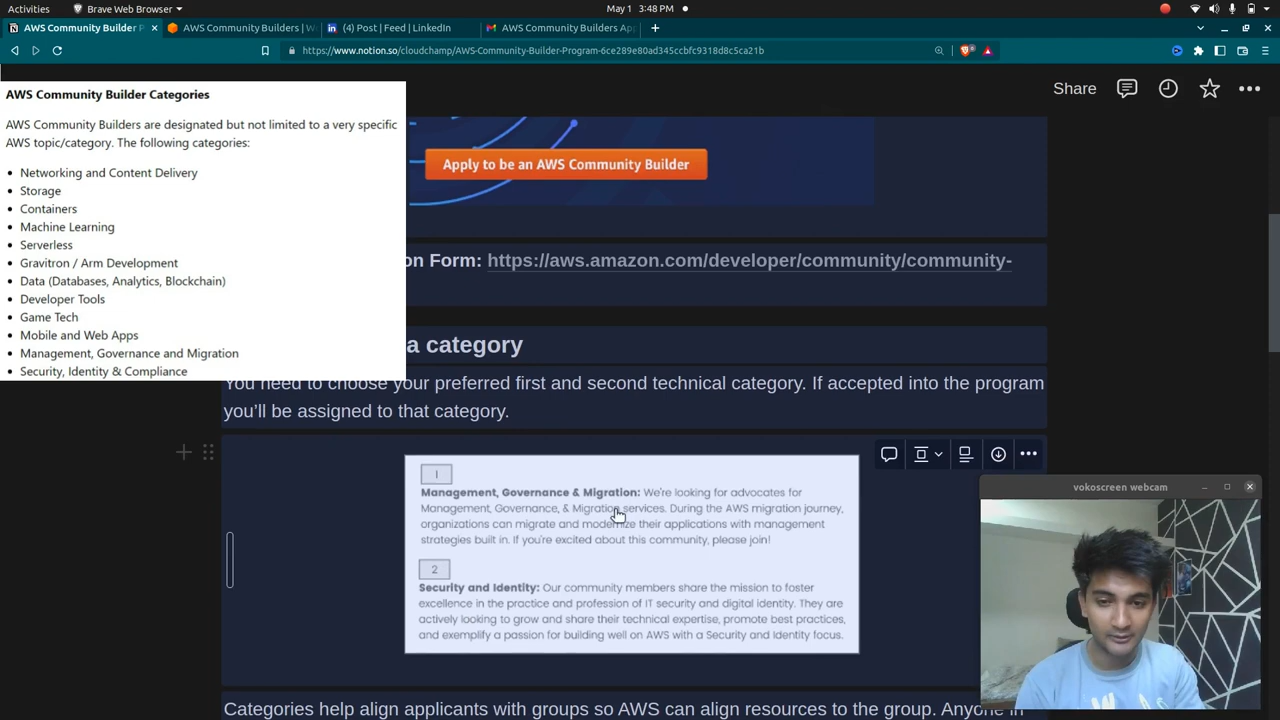 Activities
Brave Web Browser
May 1 3:48 PM
AWS Community Builder P
AWS Community Builders | W
(4) Post | Feed | LinkedIn
AWS Community Builders App
https://www.notion.so/cloudchamp/AWS-Community-Builder-Program-6ce289e80ad345ccbfc9318d8c5ca21b
Share
AWS Community Builder Categories
AWS Community Builders are designated but not limited to a very specific
AWS topic/category. The following categories:
• Networking and Content Delivery
• Storage
• Containers
• Machine Learning
• Serverless
• Gravitron / Arm Development
• Data (Databases, Analytics, Blockchain)
• Developer Tools
• Game Tech
• Mobile and Web Apps
• Management, Governance and Migration
• Security, Identity & Compliance
Apply to be an AWS Community Builder
on Form: https://aws.amazon.com/developer/community/community-
a category
You need to choose your preferred first and second technical category. If accepted into the program
you'll be assigned to that category.
1
Management, Governance & Migration: We're looking for advocates for
Management, Governance, & Migration services. During the AWS migration journey,
organizations can migrate and modernize their applications with management
strategies built in. If you're excited about this community, please join!
2
Security and Identity: Our community members share the mission to foster
excellence in the practice and profession of IT security and digital identity. They are
actively looking to grow and share their technical expertise, promote best practices,
and exemplify a passion for building well on AWS with a Security and Identity focus.
vokoscreen webcam
Categories help align applicants with groups so AWS can align resources to the group. Anyone in